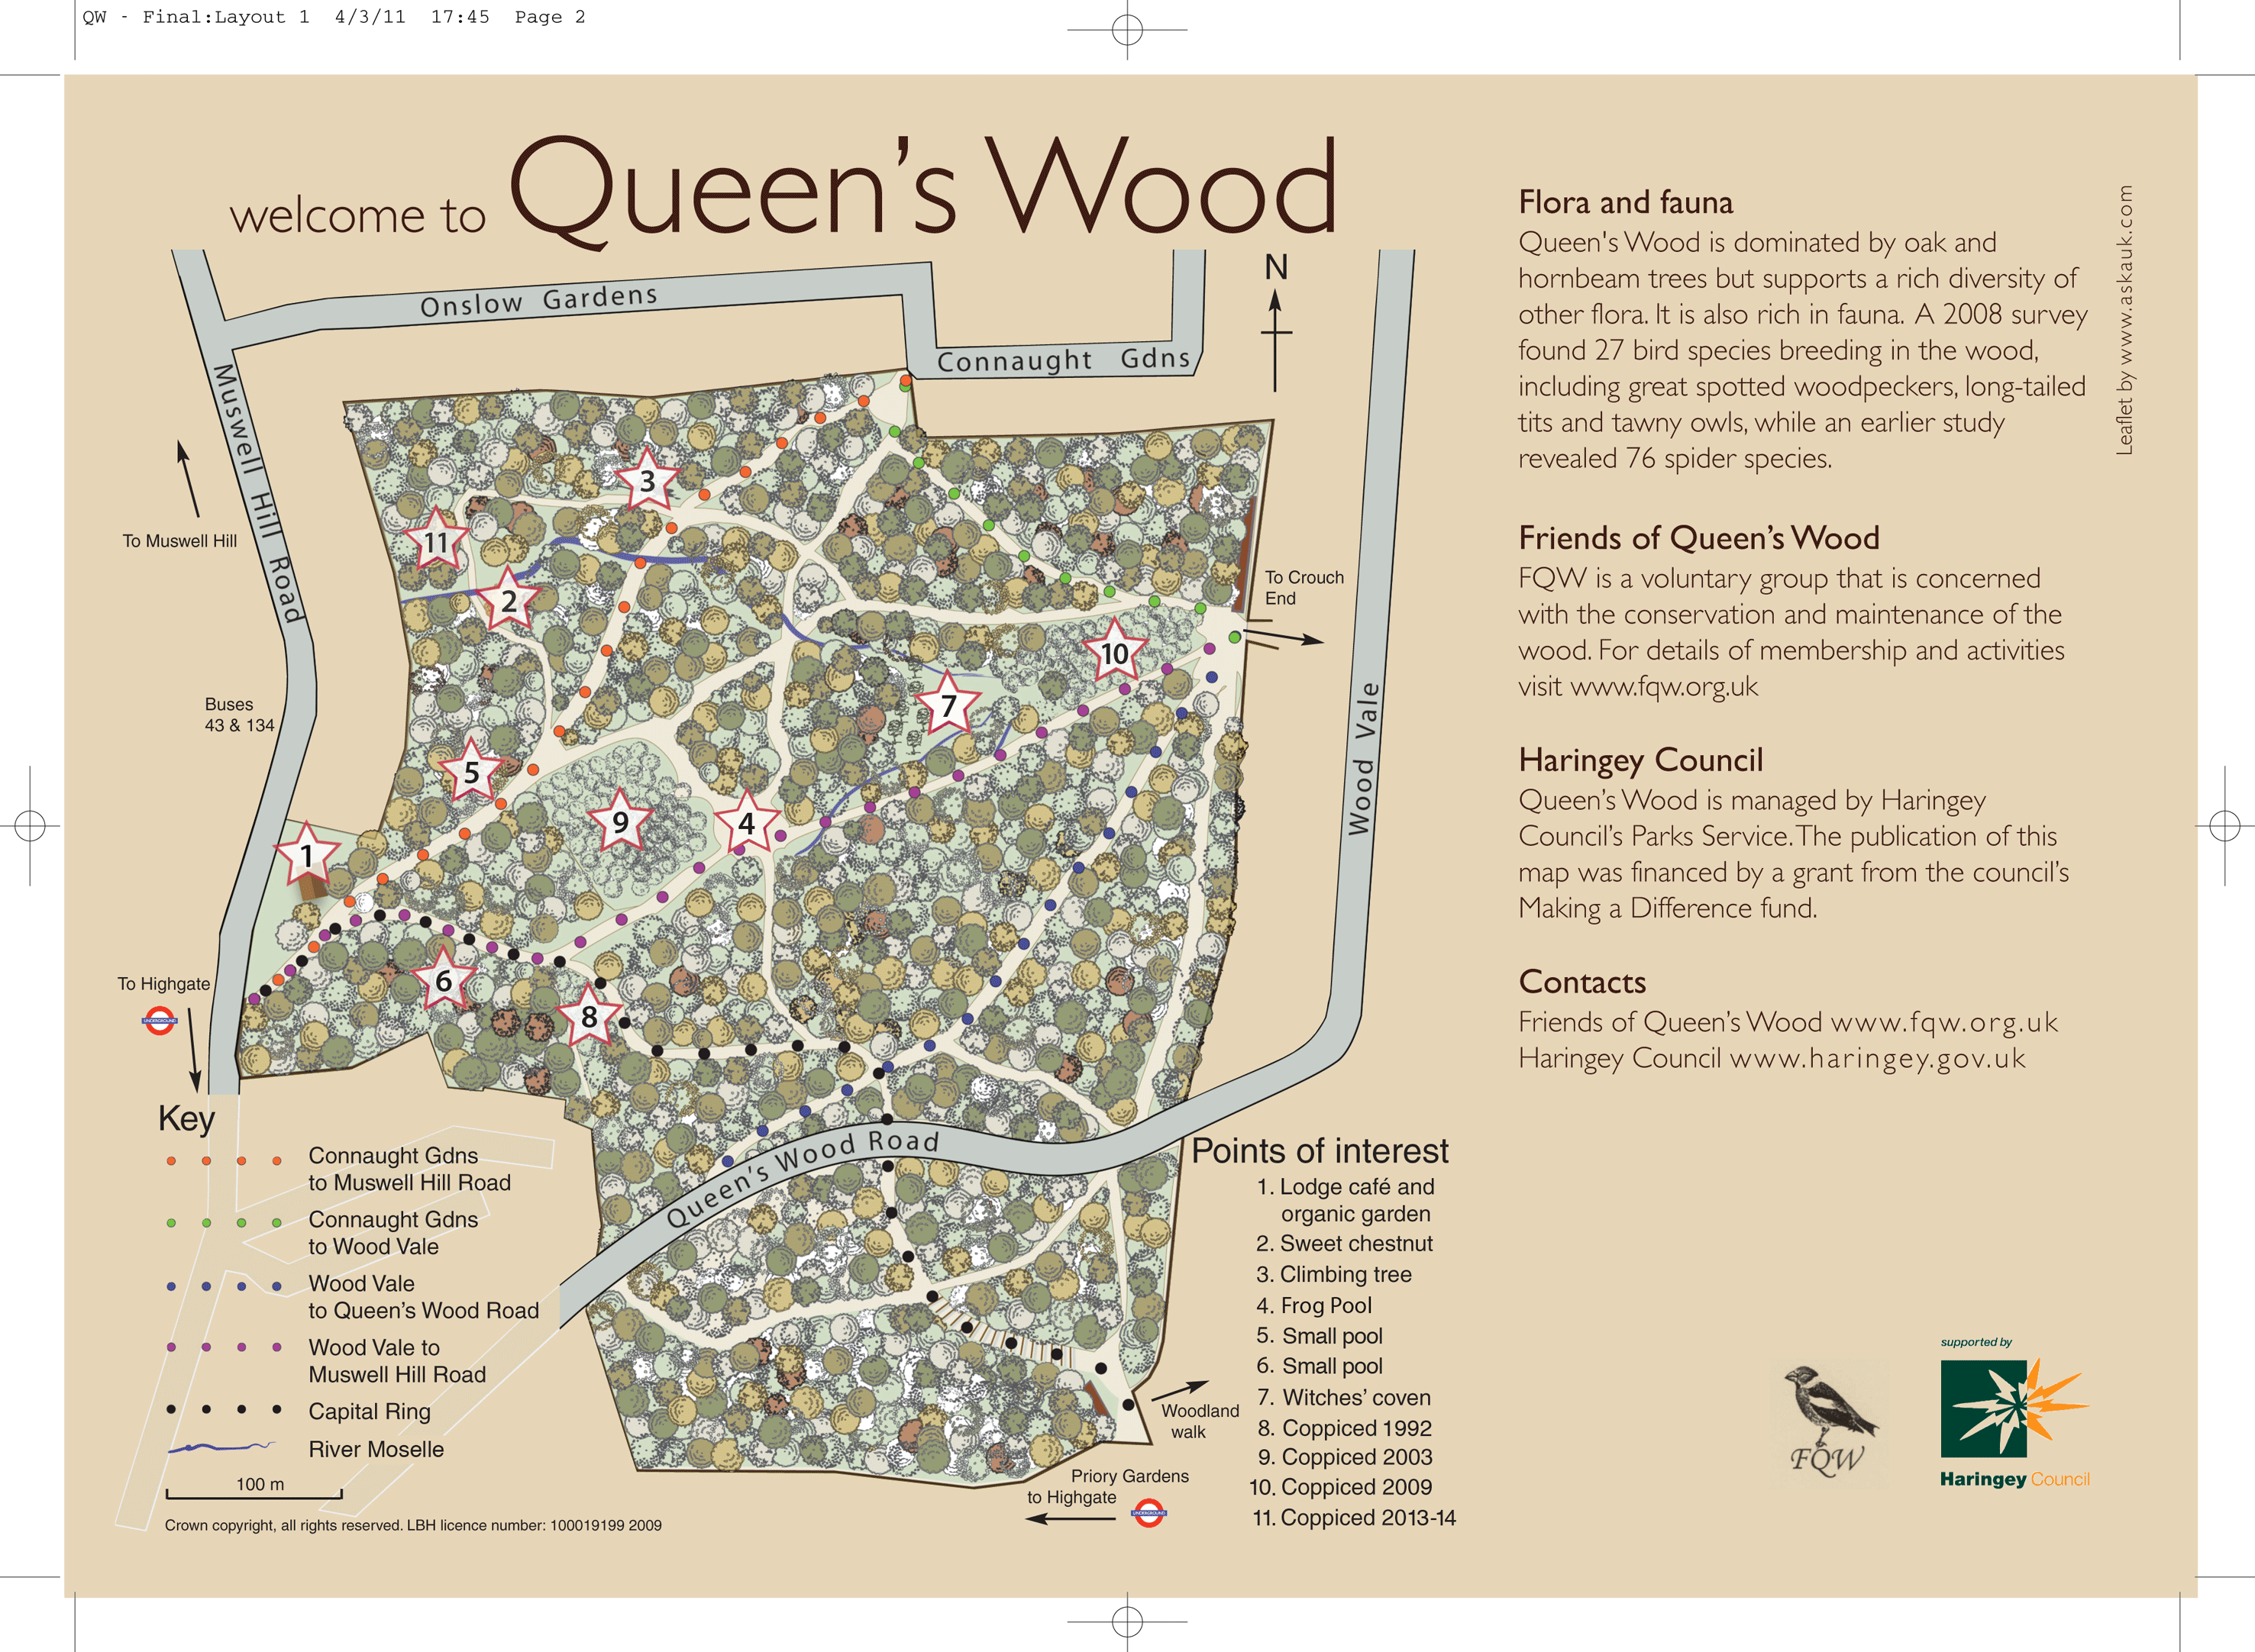 QW - Final:Layout 1 4/3/11 17:45 Page 2
welcome to Queen's Wood
Onslow Gardens
Connaught Gdns
N
Muswell Hill Road
To Muswell Hill
Buses
43 & 134
To Highgate
UNDERGROUND
To Crouch
End
Wood Vale
Queen's Wood Road
3
11
2
10
7
5
9
4
1
6
8
Woodland
walk
Priory Gardens
to Highgate
UNDERGROUND
Key
Connaught Gdns
to Muswell Hill Road
Connaught Gdns
to Wood Vale
Wood Vale
to Queen's Wood Road
Wood Vale to
Muswell Hill Road
Capital Ring
River Moselle
100 m
Crown copyright, all rights reserved. LBH licence number: 100019199 2009
Points of interest
1. Lodge café and
organic garden
2. Sweet chestnut
3. Climbing tree
4. Frog Pool
5. Small pool
6. Small pool
7. Witches' coven
8. Coppiced 1992
9. Coppiced 2003
10. Coppiced 2009
11. Coppiced 2013-14
Flora and fauna
Queen's Wood is dominated by oak and
hornbeam trees but supports a rich diversity of
other flora. It is also rich in fauna. A 2008 survey
found 27 bird species breeding in the wood,
including great spotted woodpeckers, long-tailed
tits and tawny owls, while an earlier study
revealed 76 spider species.
Friends of Queen's Wood
FQW is a voluntary group that is concerned
with the conservation and maintenance of the
wood. For details of membership and activities
visit www.fqw.org.uk
Haringey Council
Queen's Wood is managed by Haringey
Council's Parks Service. The publication of this
map was financed by a grant from the council's
Making a Difference fund.
Contacts
Friends of Queen's Wood www.fqw.org.uk
Haringey Council www.haringey.gov.uk
Leaflet by www.askauk.com
FQW
supported by
Haringey Council